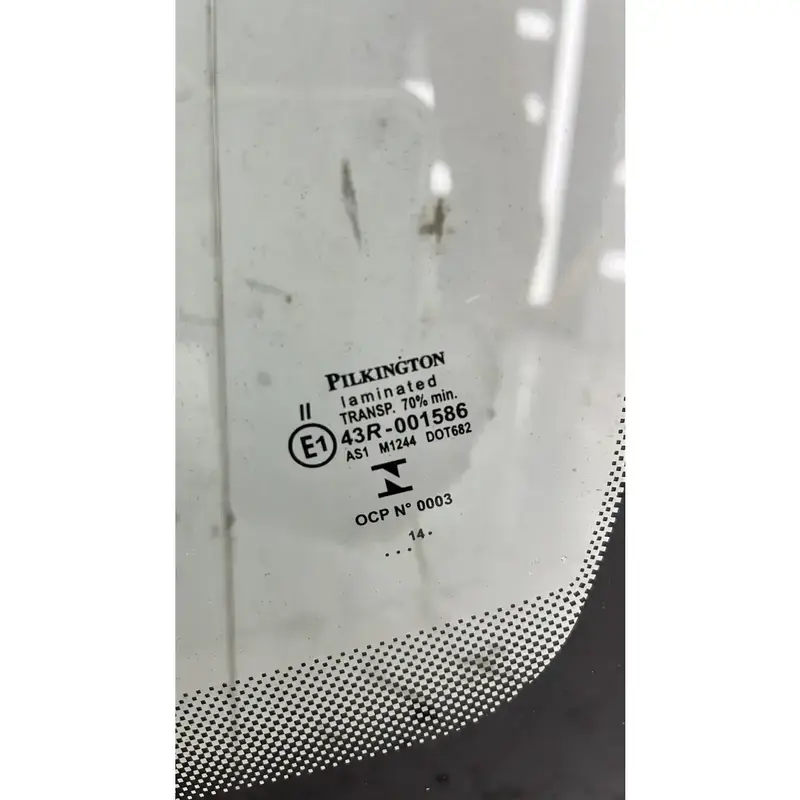 PILKINGTON
laminated
TRANSP. 70% min.
II
E1 43R-001586
AS1 M1244 DOT682
OCP N° 0003
14.
....